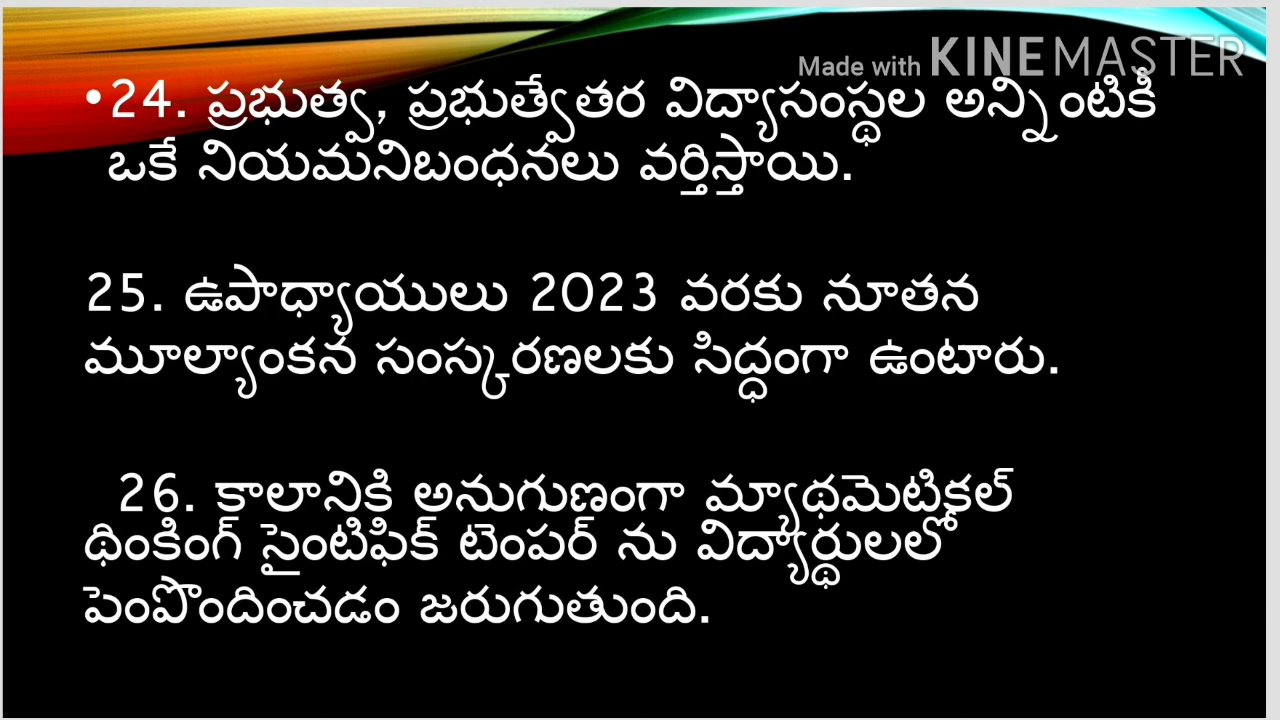 Made with KINEMASTER
•24. ప్రభుత్వ, ప్రభుత్వేతర విద్యాసంస్థల అన్నింటికీ
ఒకే నియమనిబంధనలు వర్తిస్తాయి.
25. ఉపాధ్యాయులు 2023 వరకు నూతన
మూల్యాంకన సంస్కరణలకు సిద్ధంగా ఉంటారు.
26. కాలానికి అనుగుణంగా మ్యాథమెట్రికల్
థింకింగ్ సైంటిఫిక్ టెంపర్ ను విద్యార్థులలో
పెంపొందించడం జరుగుతుంది.